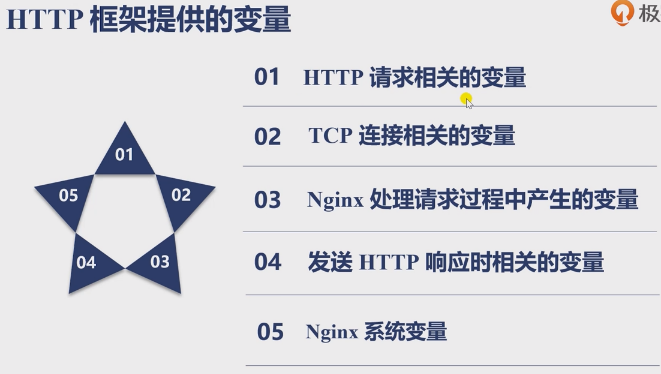 HTTP 框架提供的变量
极
01 HTTP 请求相关的变量
02 TCP 连接相关的变量
03 Nginx 处理请求过程中产生的变量
04 发送 HTTP 响应时相关的变量
05 Nginx 系统变量
01
05
02
04
03